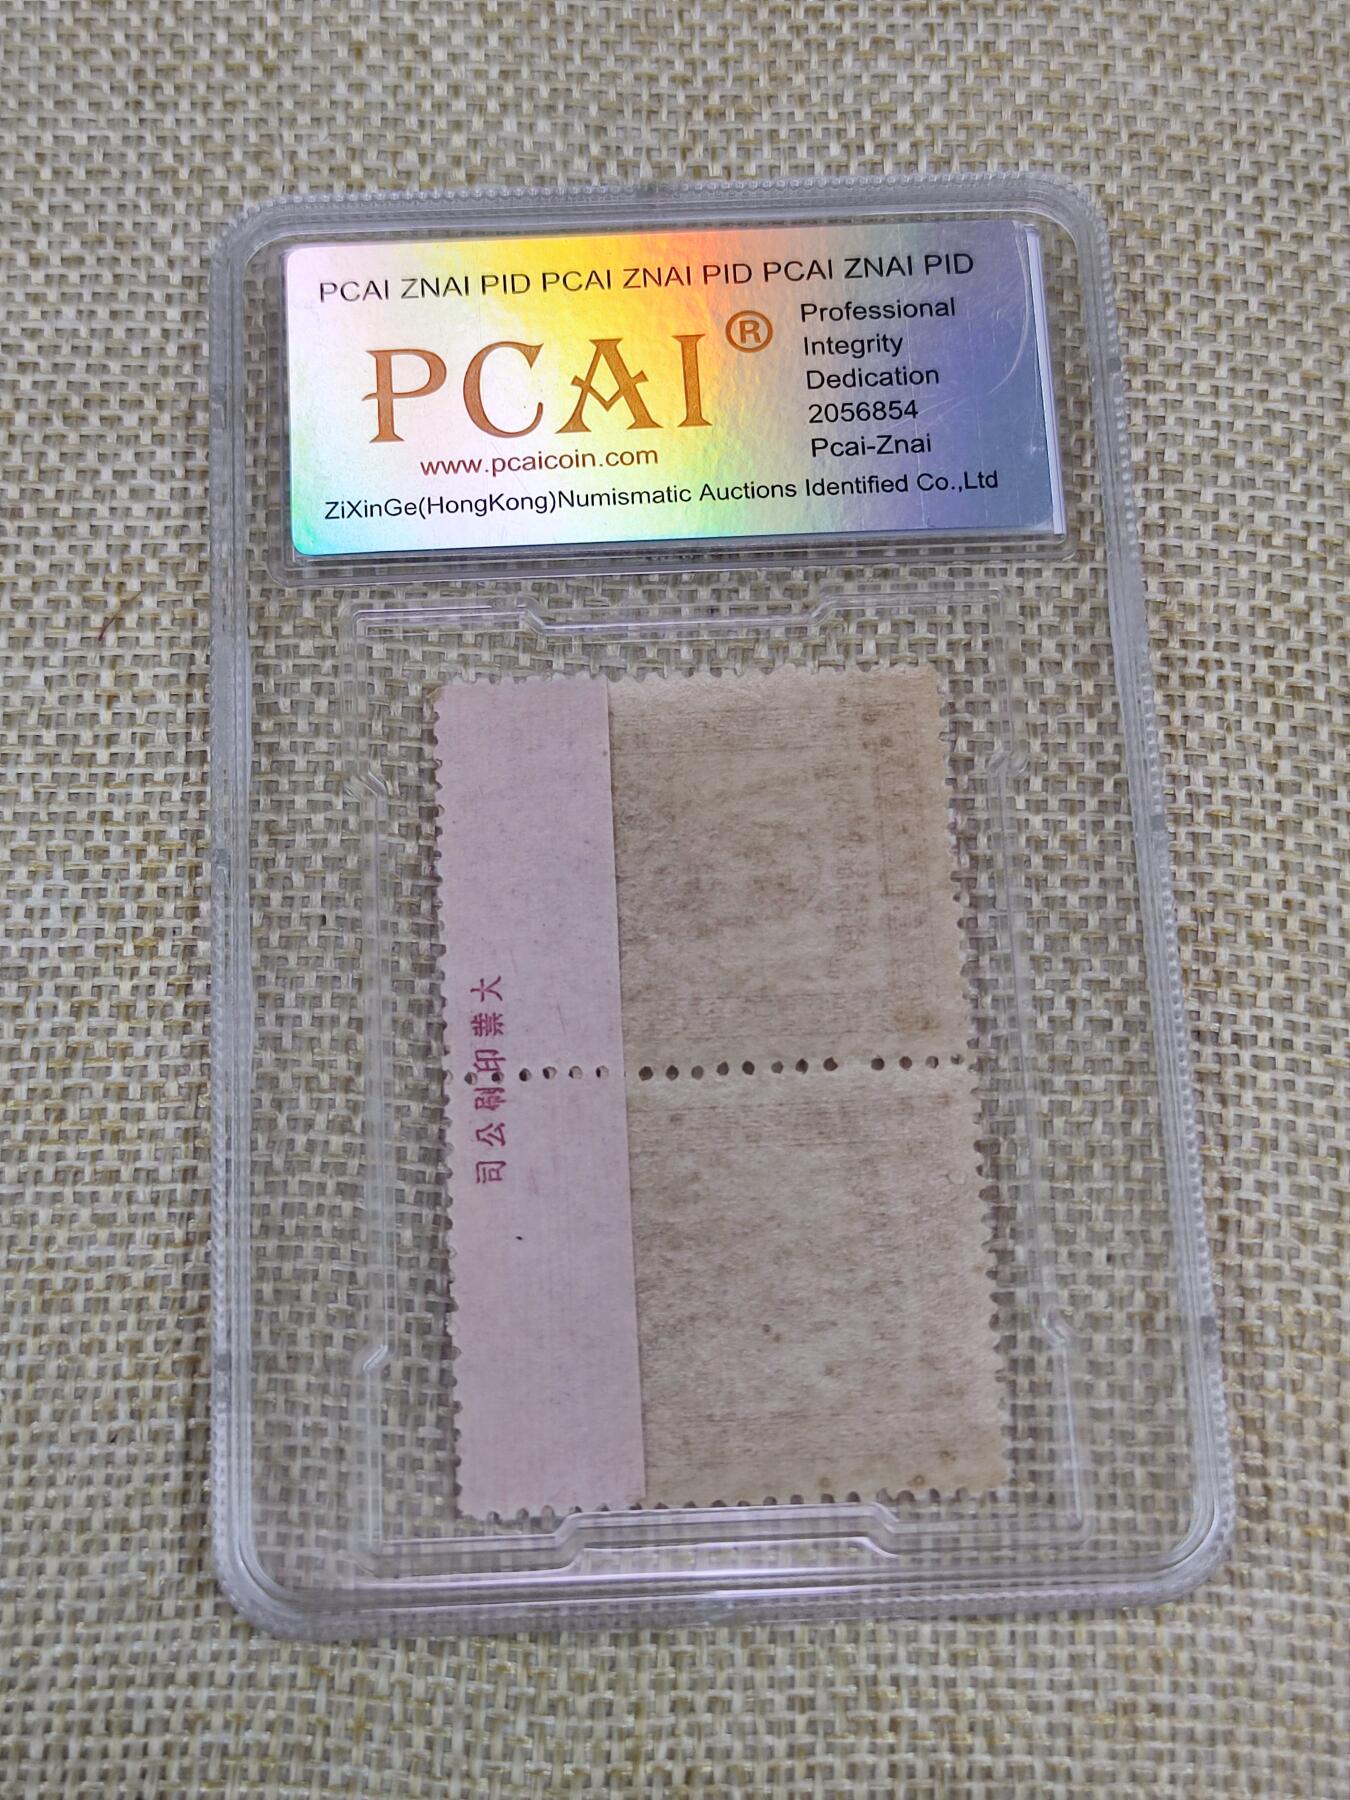 PCAI ZNAI PID PCAI ZNAI PID PCAI ZNAI PID
PCAI®
www.pcaicoin.com
Professional
Integrity
Dedication
2056854
Pcai-Znai
ZiXinGe(HongKong)Numismatic Auctions Identified Co.,Ltd
大業印刷公司